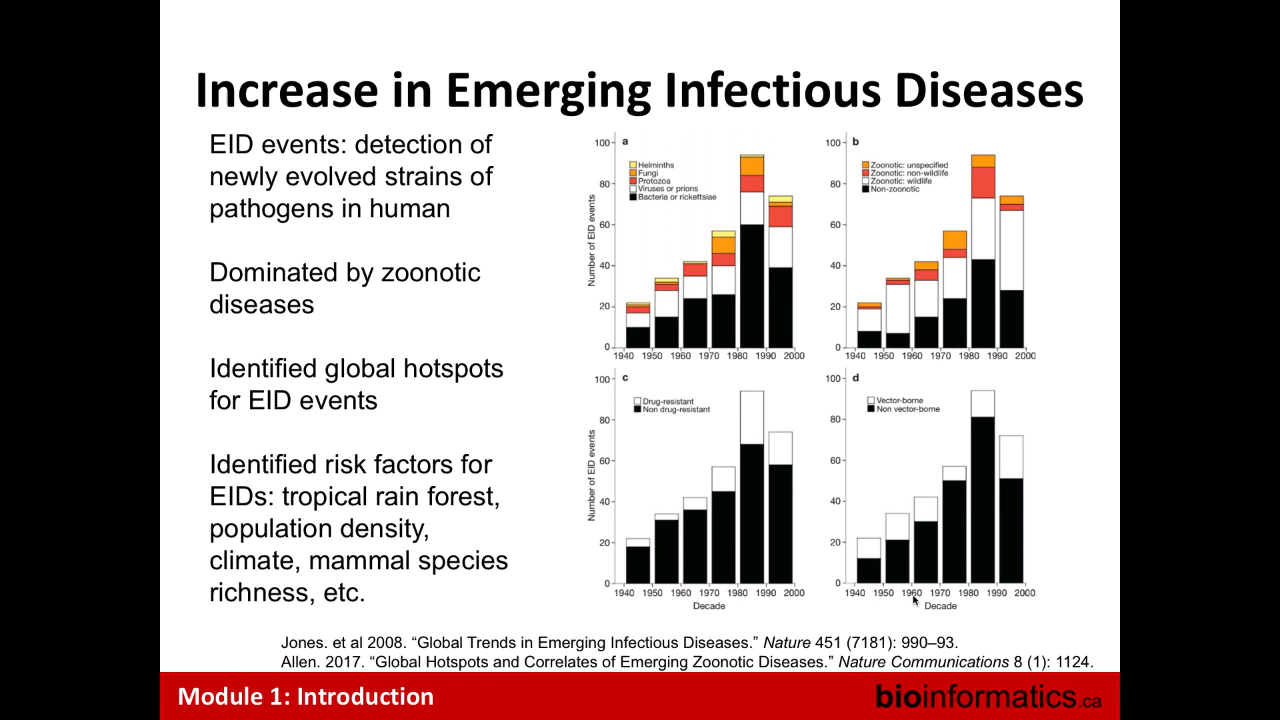 Increase in Emerging Infectious Diseases
EID events: detection of
newly evolved strains of
pathogens in human
Dominated by zoonotic
diseases
Identified global hotspots
for EID events
Identified risk factors for
EIDs: tropical rain forest,
population density,
climate, mammal species
richness, etc.
a
Helminths
Fungi
Protozoa
Viruses or prions
Bacteria or rickettsiae
Number of EID events
100
80
60
40
20
0
1940 1950 1960 1970 1980 1990 2000
b
Zoonotic: unspecified
Zoonotic: non-wildlife
Zoonotic: wildlife
Non-zoonotic
100
80
60
40
20
0
1940 1950 1960 1970 1980 1990 2000
c
Drug-resistant
Non drug-resistant
Number of EID events
100
80
60
40
20
0
1940 1950 1960 1970 1980 1990 2000
Decade
d
Vector-borne
Non vector-borne
100
80
60
40
20
0
1940 1950 1960 1970 1980 1990 2000
Decade
Jones. et al 2008. “Global Trends in Emerging Infectious Diseases.” Nature 451 (7181): 990–93.
Allen. 2017. “Global Hotspots and Correlates of Emerging Zoonotic Diseases.” Nature Communications 8 (1): 1124.
Module 1: Introduction
bioinformatics.ca